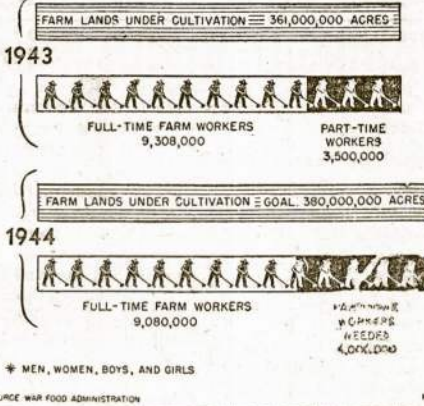 FARM LANDS UNDER CULTIVATION 361,000,000 ACRES
1943
FULL-TIME FARM WORKERS
9,308,000
PART-TIME
WORKERS
3,500,000
FARM LANDS UNDER CULTIVATION GOAL. 380,000,000 ACRES
1944
FULL-TIME FARM WORKERS
9,080,000
WORKERS
NEEDED
* MEN, WOMEN, BOYS, AND GIRLS
WAR FOOD ADMINISTRATION